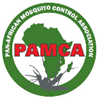 PAN-AFRICAN MOSQUITO CONTROL ASSOCIATION
PAMCA